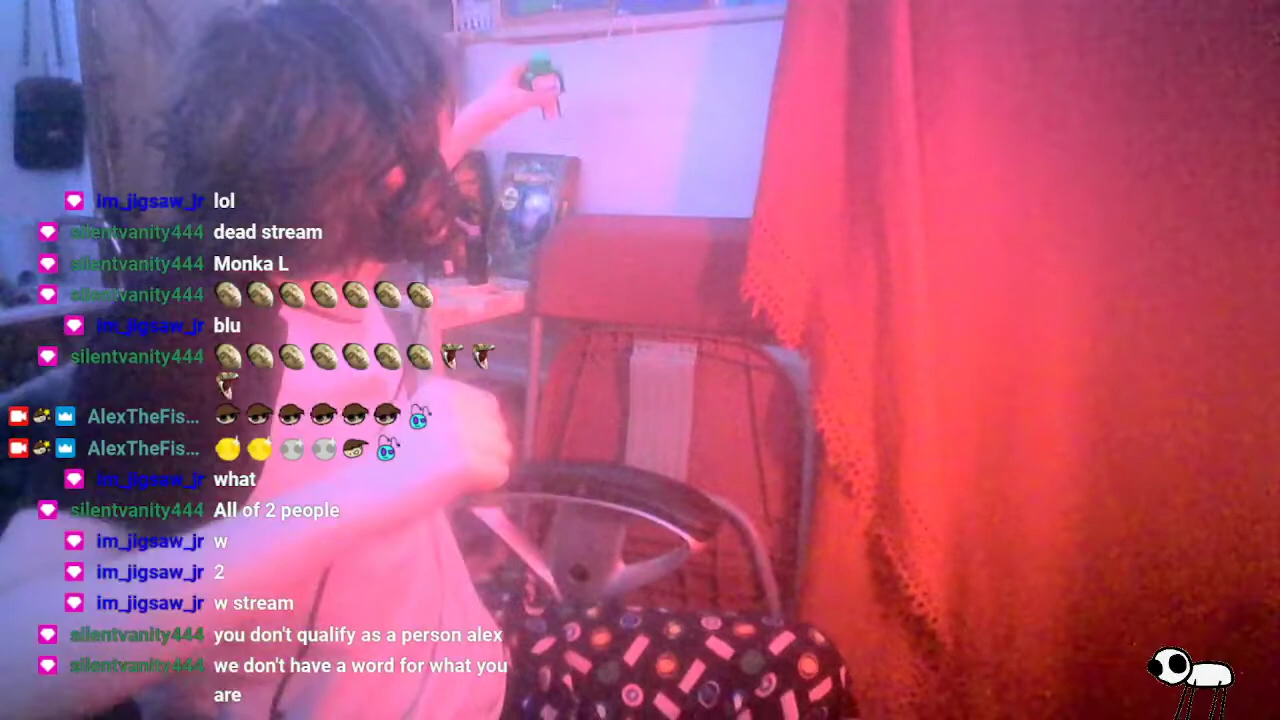 im_jigsaw_jr lol
silentvanity444 dead stream
silentvanity444 Monka L
silentvanity444
im_jigsaw_jr blu
silentvanity444
AlexTheFis...
AlexTheFis...
im_jigsaw_jr what
silentvanity444 All of 2 people
im_jigsaw_jr w
im_jigsaw_jr 2
im_jigsaw_jr w stream
silentvanity444 you don't qualify as a person alex
silentvanity444 we don't have a word for what you
are